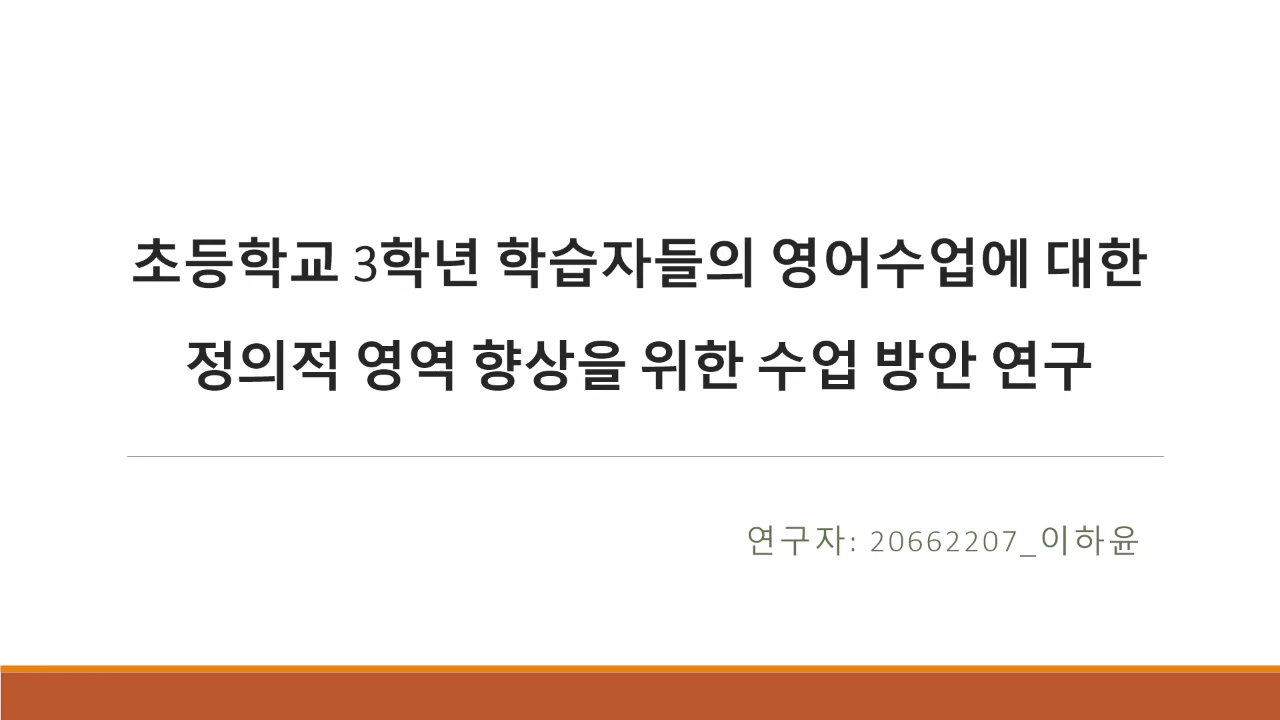 초등학교 3학년 학습자들의 영어수업에 대한
정의적 영역 향상을 위한 수업 방안 연구
연구자: 20662207_이하윤